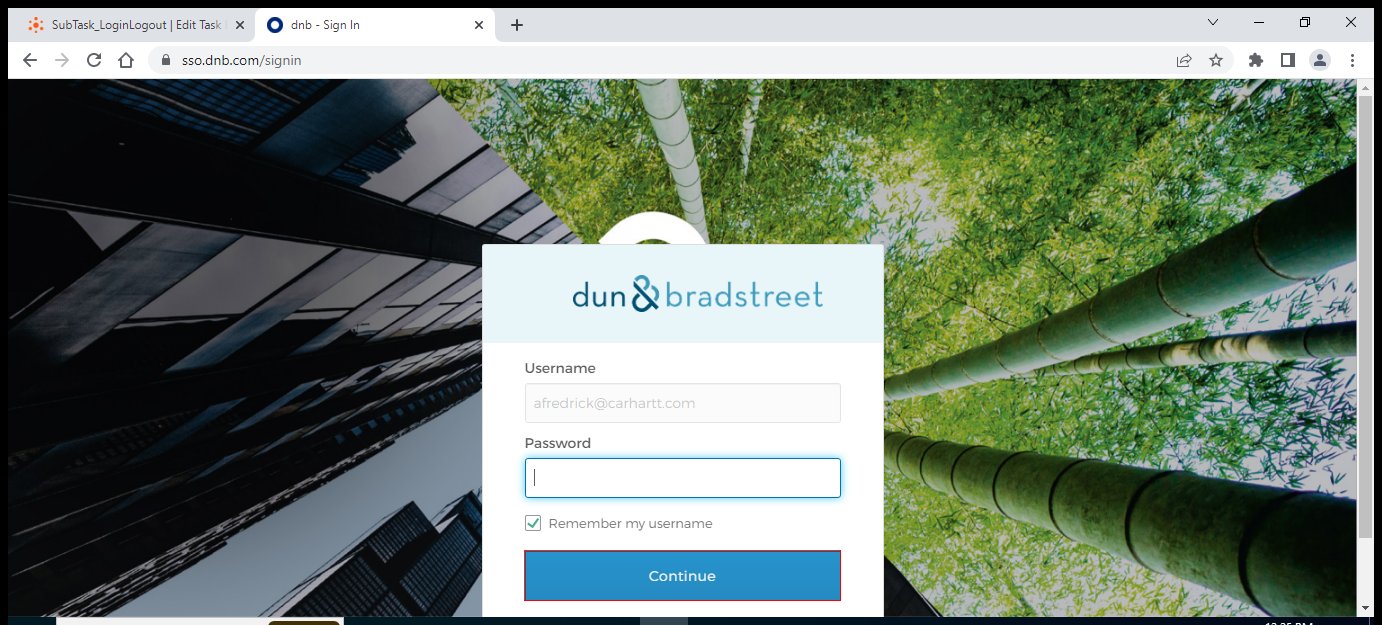 SubTask_LoginLogout | Edit Task
dnb - Sign In
sso.dnb.com/signin
dun & bradstreet
Username
afredrick@carhartt.com
Password
Remember my username
Continue